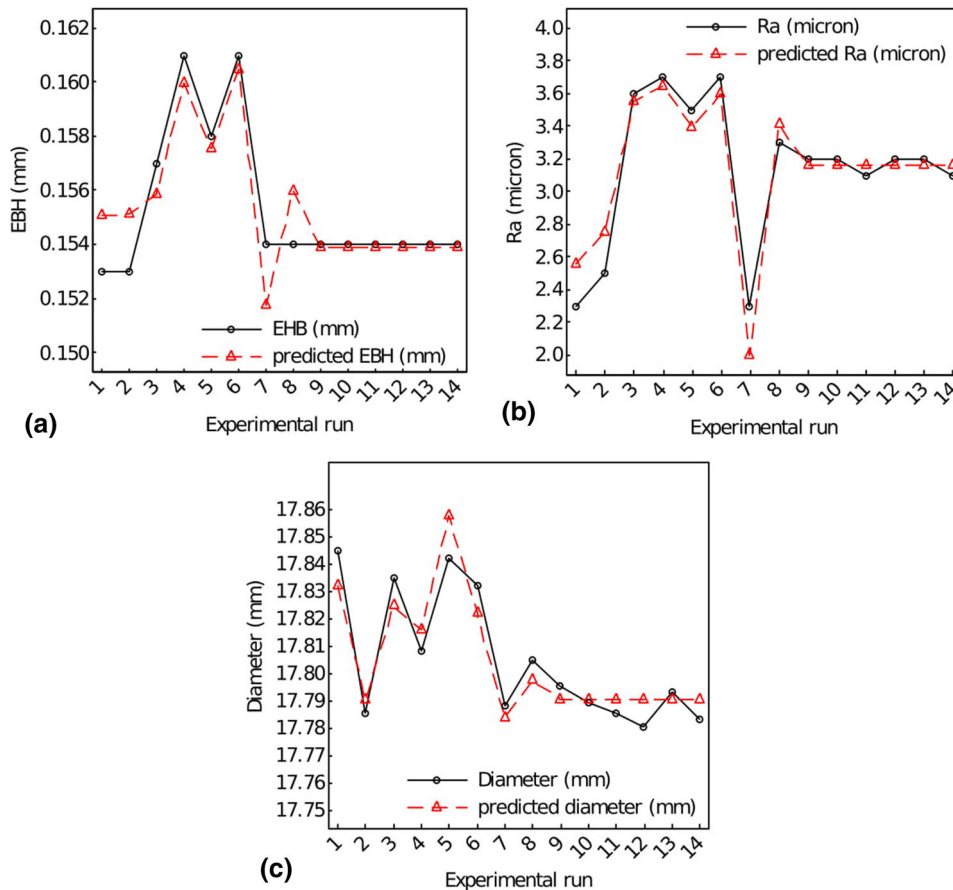 0.162
0.160
0.158
0.156
0.154
0.152
0.150
EBH (mm)
EHB (mm)
predicted EBH (mm)
1 2 3 4 5 6 7 8 9 10 11 12 13 14
Experimental run
(a)
4.0
3.8
3.6
3.4
3.2
3.0
2.8
2.6
2.4
2.2
2.0
Ra (micron)
Ra (micron)
predicted Ra (micron)
1 2 3 4 5 6 7 8 9 10 11 12 13 14
Experimental run
(b)
17.86
17.85
17.84
17.83
17.82
17.81
17.80
17.79
17.78
17.77
17.76
17.75
Diameter (mm)
Diameter (mm)
predicted diameter (mm)
1 2 3 4 5 6 7 8 9 10 11 12 13 14
Experimental run
(c)